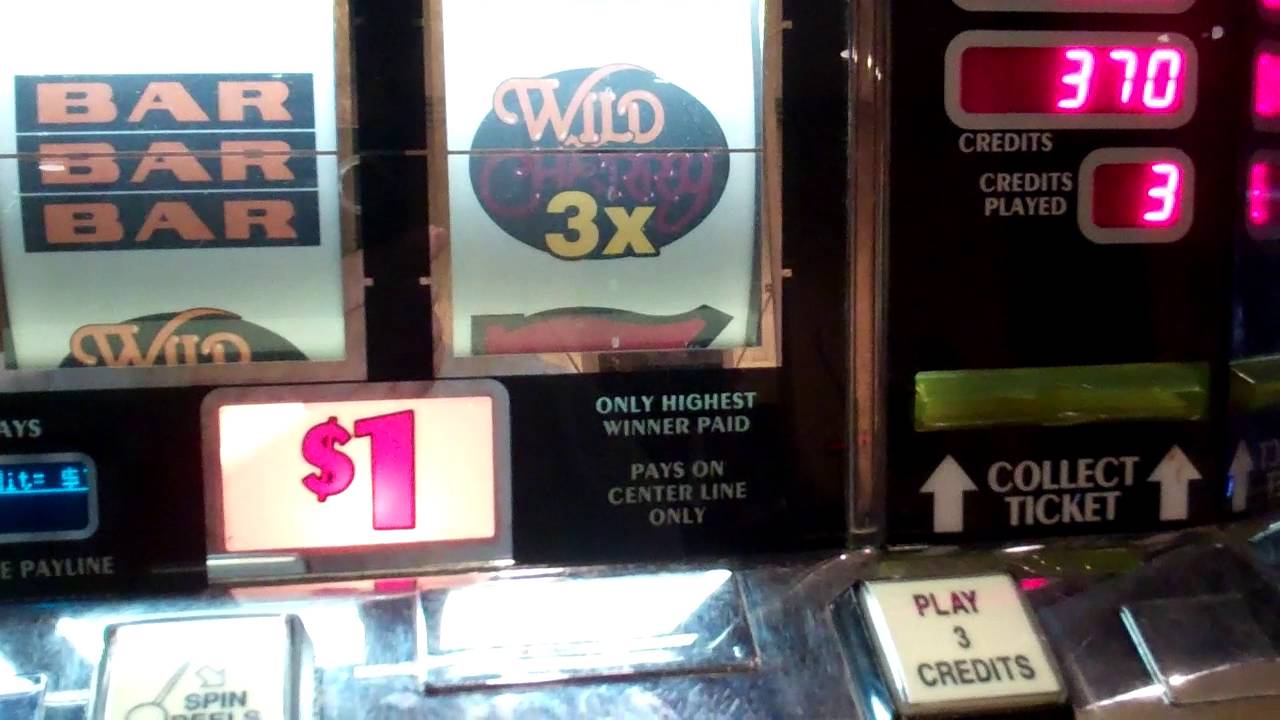 BAR
BAR
BAR
WILD
WILD
CHERRY
3x
370
CREDITS
CREDITS
PLAYED
3
$1
ONLY HIGHEST
WINNER PAID
PAYS ON
CENTER LINE
ONLY
COLLECT
TICKET
PAYLINE
SPIN
REELS
PLAY
3
CREDITS